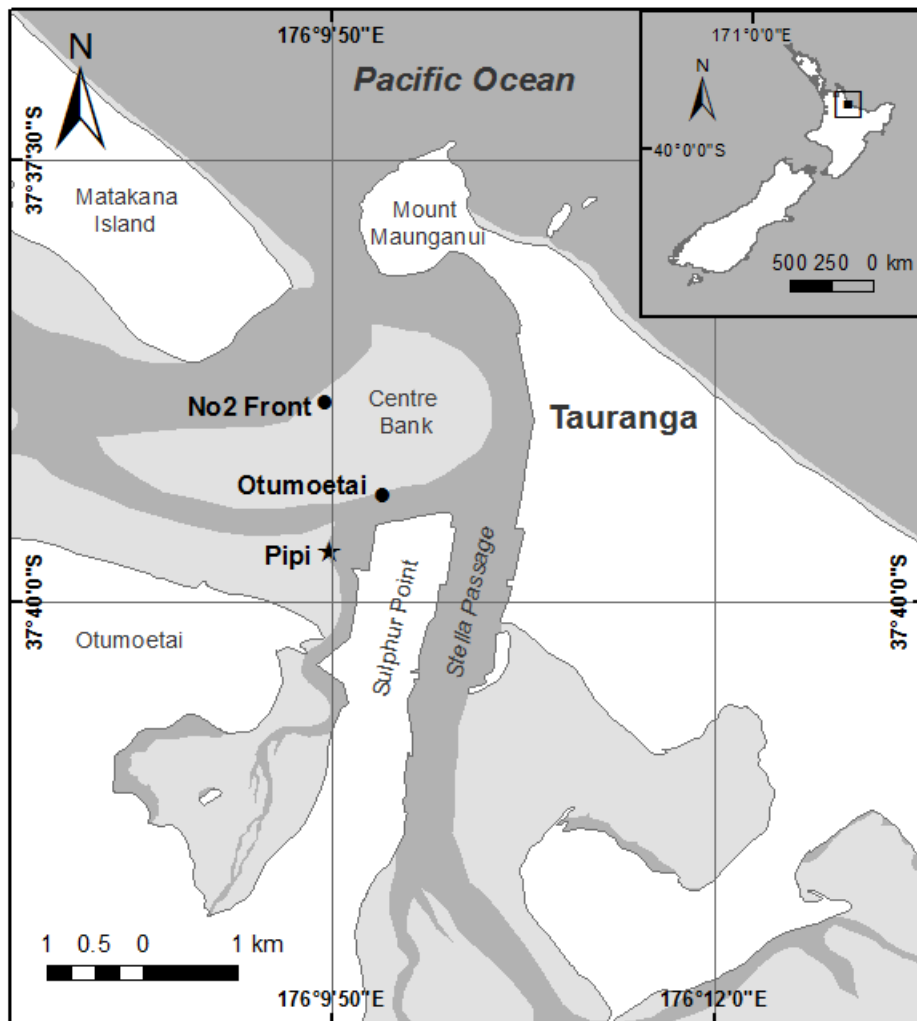 176°9'50"E
N
Pacific Ocean
171°0'0"E
N
40°0'0"S
500 250 0 km
37°37'30"S
Matakana
Island
Mount
Maunganui
No2 Front
Centre
Bank
Tauranga
Otumoetai
Pipi
Sulphur Point
Stella Passage
37°40'0"S
37°40'0"S
Otumoetai
1 0.5 0 1 km
176°9'50"E
176°12'0"E